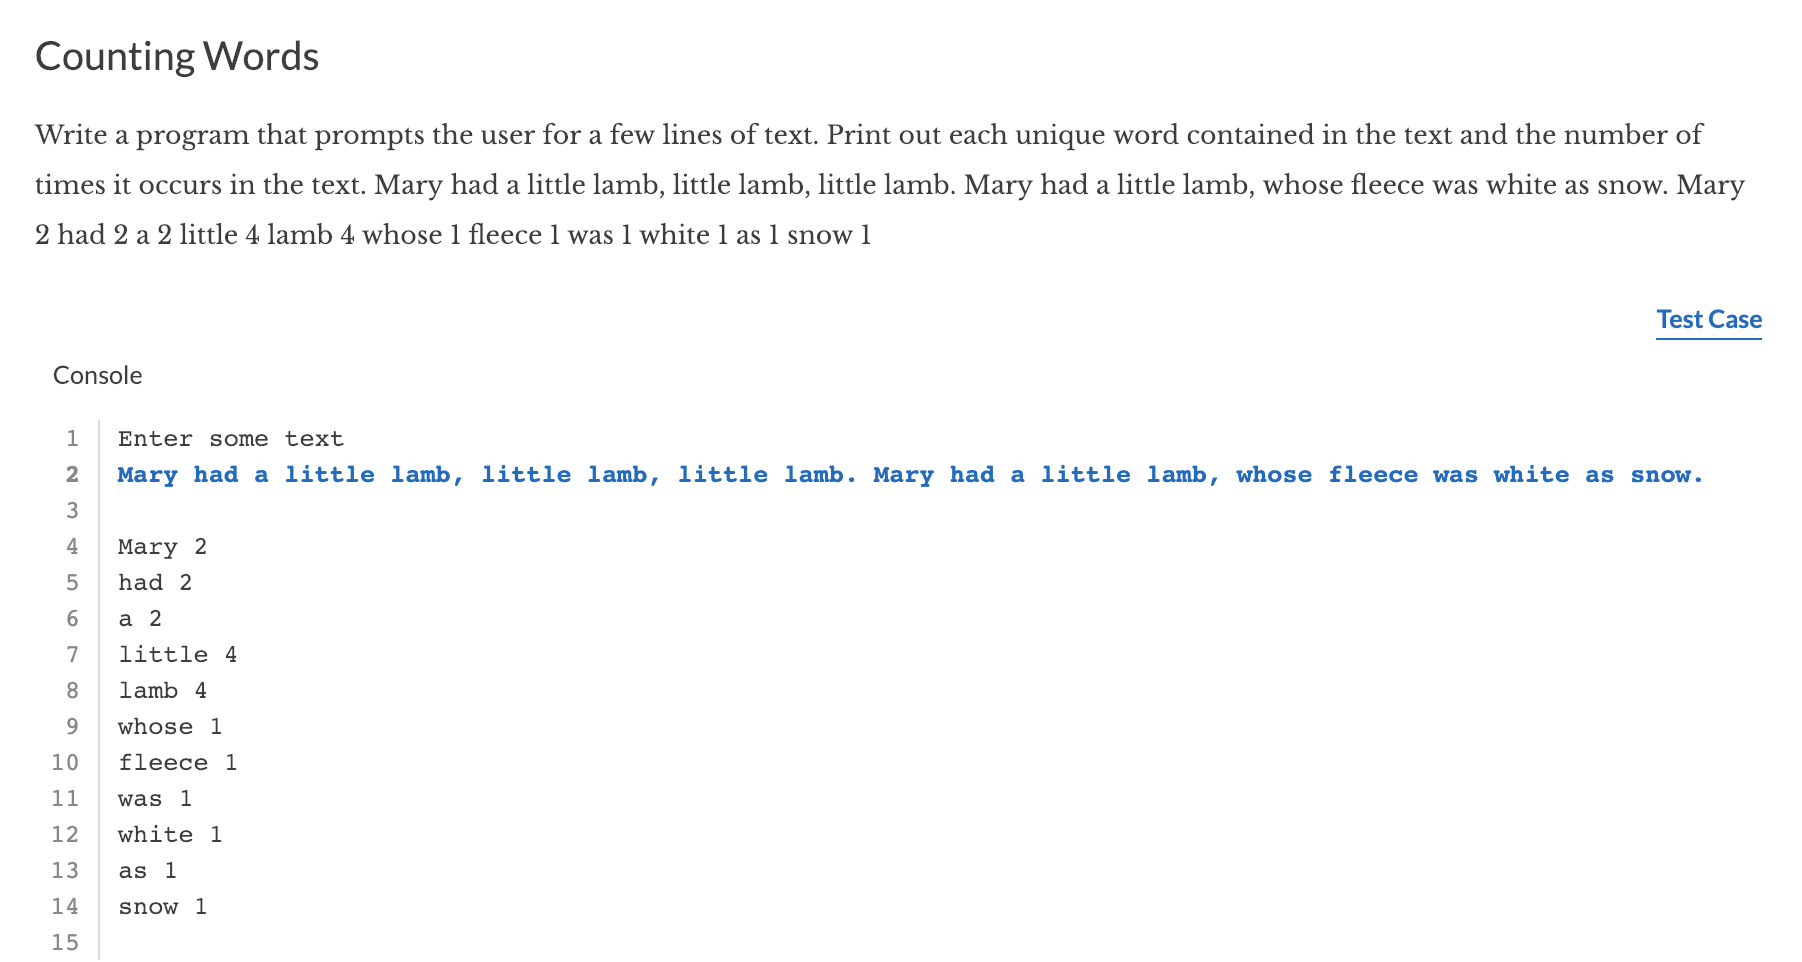 Counting Words
Write a program that prompts the user for a few lines of text. Print out each unique word contained in the text and the number of
times it occurs in the text. Mary had a little lamb, little lamb, little lamb. Mary had a little lamb, whose fleece was white as snow. Mary
2 had 2 a 2 little 4 lamb 4 whose 1 fleece 1 was 1 white 1 as 1 snow 1
Test Case
Console
1 Enter some text
2 Mary had a little lamb, little lamb, little lamb. Mary had a little lamb, whose fleece was white as snow.
3
4 Mary 2
5 had 2
6 a 2
7 little 4
8 lamb 4
9 whose 1
10 fleece 1
11 was 1
12 white 1
13 as 1
14 snow 1
15